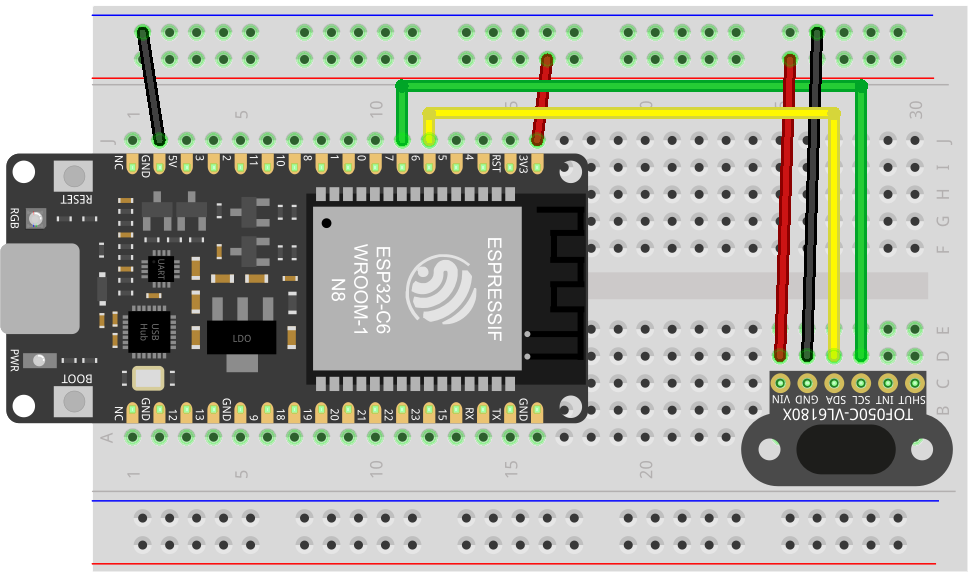 1 5 10 30
J J
NC GND 5V 3 2 11 10 8 1 0 7 6 5 4 RST 3V3
I
H
G
F
RESET
RGB
UART
USB
Hub
LDO
PWR
BOOT
ESPRESSIF
ESP32-C6
WROOM-1
N8
E
D
C
B
VIN GND SDA SCL INT SHUT
TOF050C-VL6180X
NC GND 12 13 GND 9 18 19 20 21 22 23 15 RX TX GND
A
1 5 10 15 20